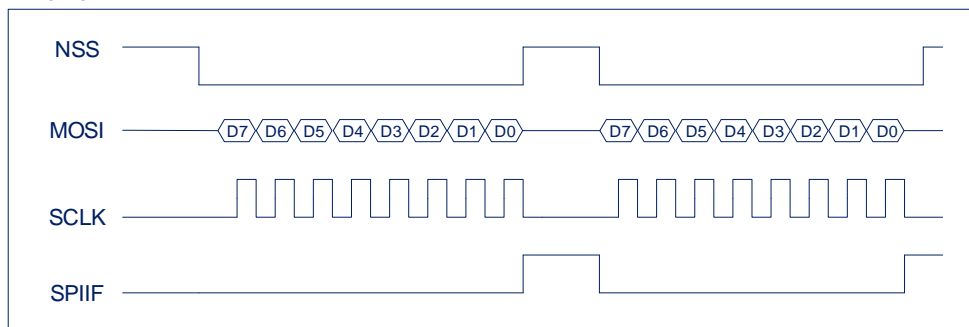 NSS
MOSI D7 D6 D5 D4 D3 D2 D1 D0 D7 D6 D5 D4 D3 D2 D1 D0
SCLK
SPIIF